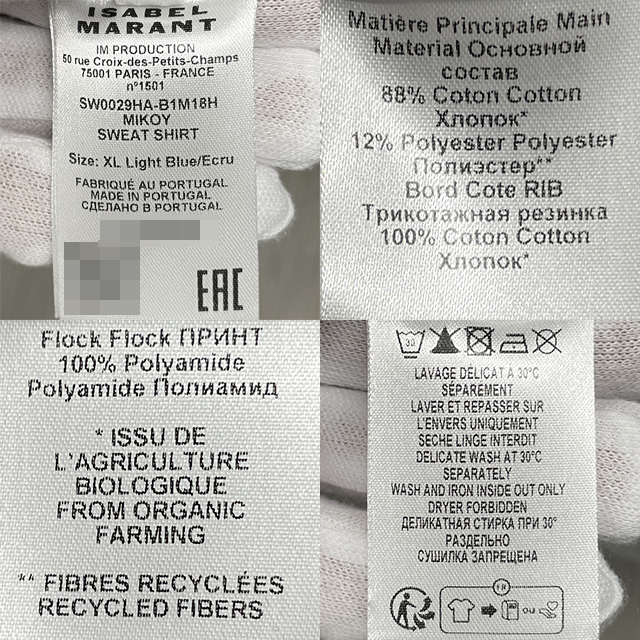 ISABEL
MARANT
IM PRODUCTION
50 rue Croix-des-Petits-Champs
75001 PARIS - FRANCE
n°1501
SW0029HA-B1M18H
MIKOY
SWEAT SHIRT
Size: XL Light Blue/Ecru
FABRIQUÉ AU PORTUGAL
MADE IN PORTUGAL
СДЕЛАНО В PORTUGAL
EAC
Matière Principale Main
Material Основной
состав
88% Coton Cotton
Хлопок*
12% Polyester Polyester
Полиэстер**
Bord Cote RIB
Трикотажная резинка
100% Coton Cotton
Хлопок*
Flock Flock ПРИНТ
100% Polyamide
Polyamide Полиамид
* ISSU DE
L'AGRICULTURE
BIOLOGIQUE
FROM ORGANIC
FARMING
** FIBRES RECYCLÉES
RECYCLED FIBERS
30
LAVAGE DÉLICAT À 30°C
SÉPARÉMENT
LAVER ET REPASSER SUR
L'ENVERS UNIQUEMENT
SECHE LINGE INTERDIT
DELICATE WASH AT 30°C
SEPARATELY
WASH AND IRON INSIDE OUT ONLY
DRYER FORBIDDEN
ДЕЛИКАТНАЯ СТИРКА ПРИ 30°
РАЗДЕЛЬНО
СУШИЛКА ЗАПРЕЩЕНА
FR
OU